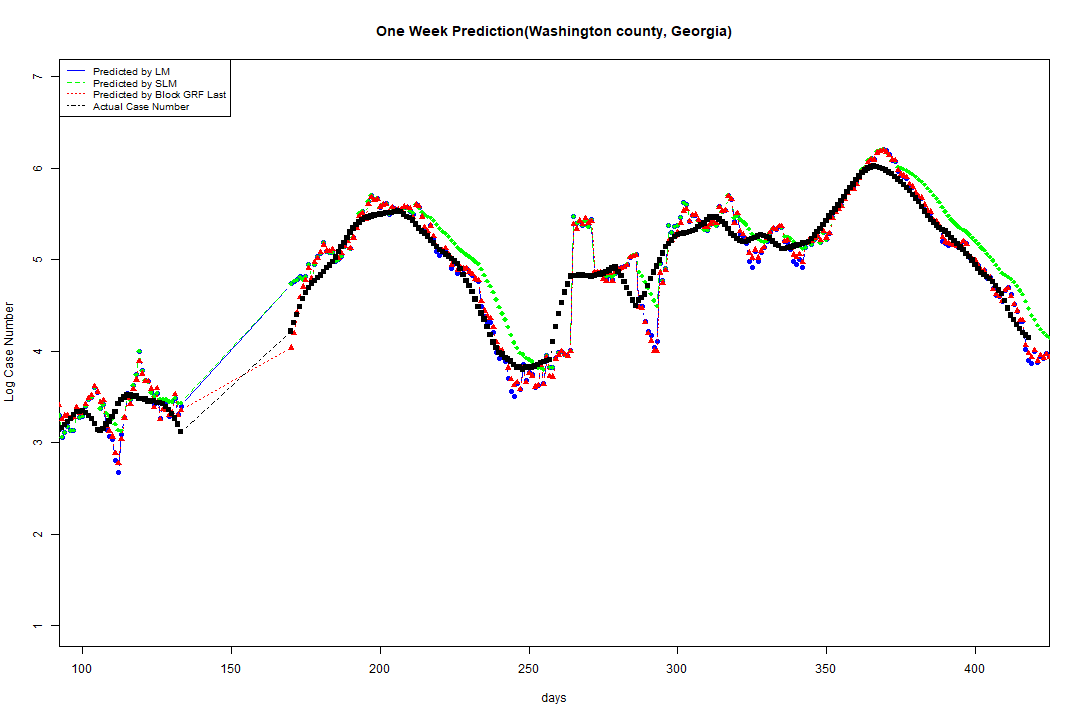 One Week Prediction(Washington county, Georgia)
Predicted by LM
Predicted by SLM
Predicted by Block GRF Last
Actual Case Number
7
6
5
4
3
2
1
Log Case Number
100 150 200 250 300 350 400
days